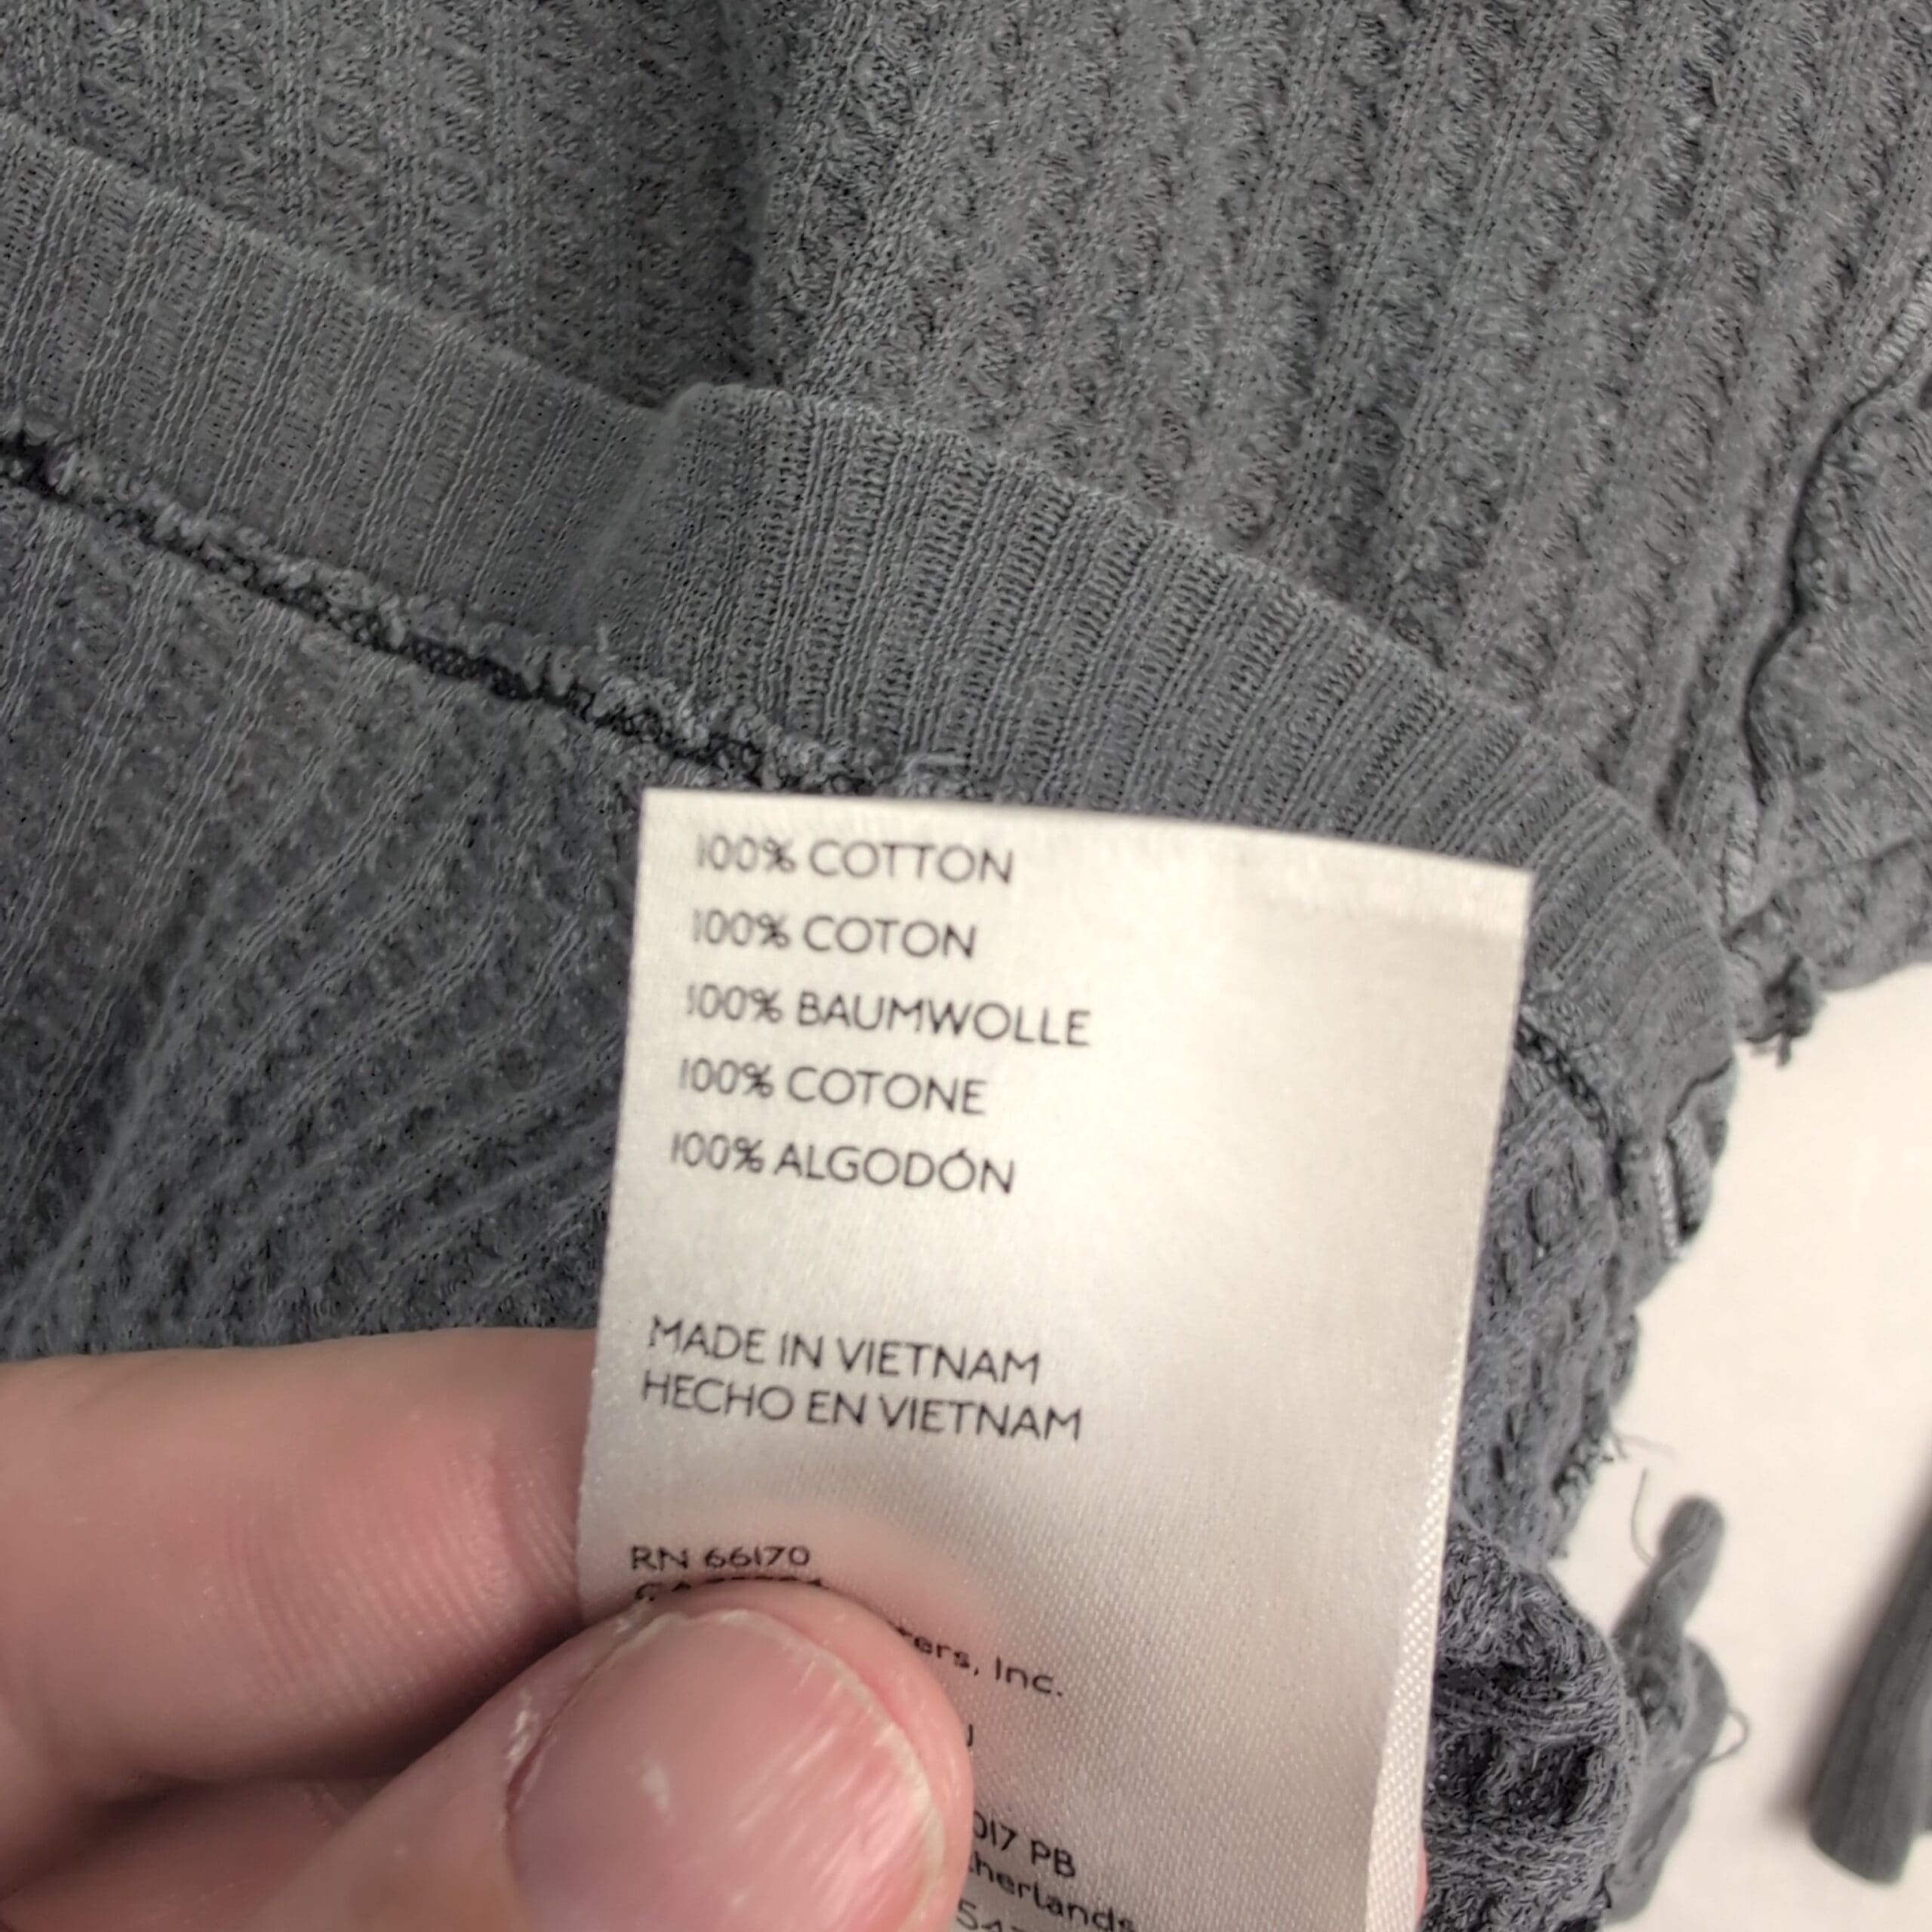 100% COTTON
100% COTON
100% BAUMWOLLE
100% COTONE
100% ALGODÓN
MADE IN VIETNAM
HECHO EN VIETNAM
RN 66170
Inc.
PB